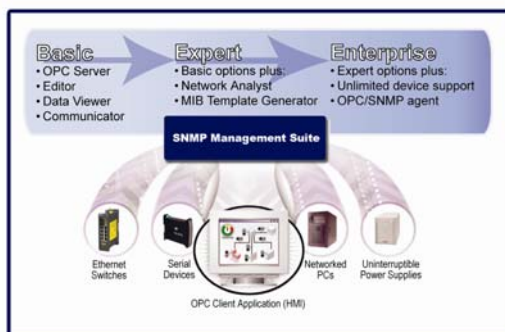 Basic
• OPC Server
• Editor
• Data Viewer
• Communicator
Expert
• Basic options plus:
• Network Analyst
• MIB Template Generator
Enterprise
• Expert options plus:
• Unlimited device support
• OPC/SNMP agent
SNMP Management Suite
Ethernet
Switches
Serial
Devices
OPC Client Application (HMI)
Networked
PCs
Uninterruptible
Power Supplies